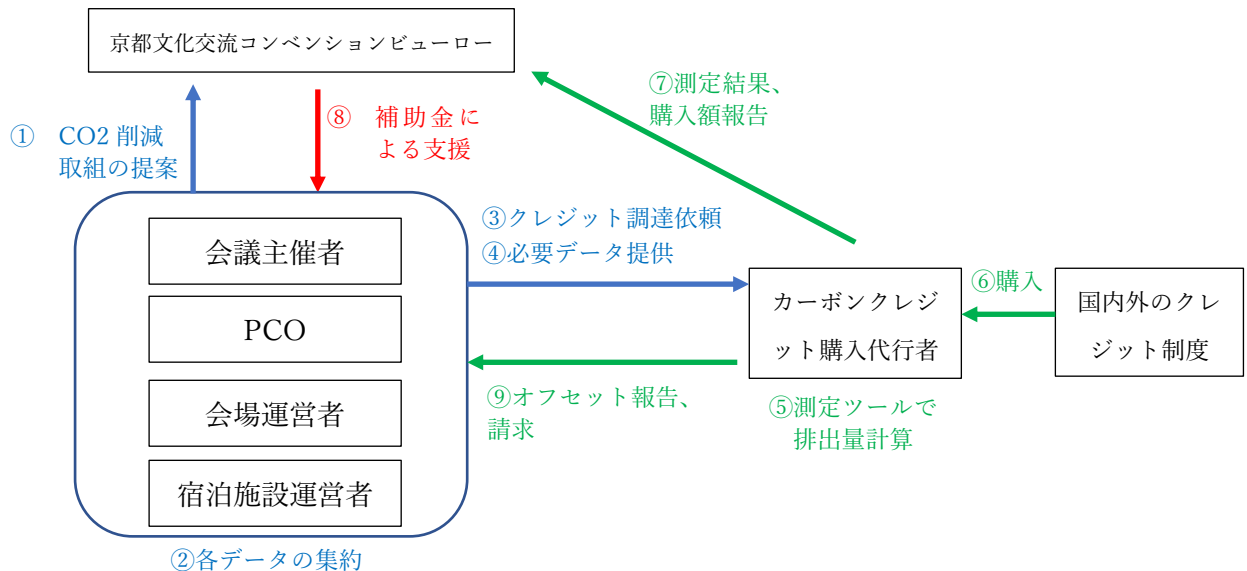 京都文化交流コンベンションビューロー
① CO2 削減
取組の提案
⑧ 補助金に
よる支援
⑦測定結果、
購入額報告
会議主催者
PCO
会場運営者
宿泊施設運営者
②各データの集約
③クレジット調達依頼
④必要データ提供
カーボンクレジ
ット購入代行者
⑥購入
国内外のクレ
ジット制度
⑨オフセット報告、
請求
⑤測定ツールで
排出量計算